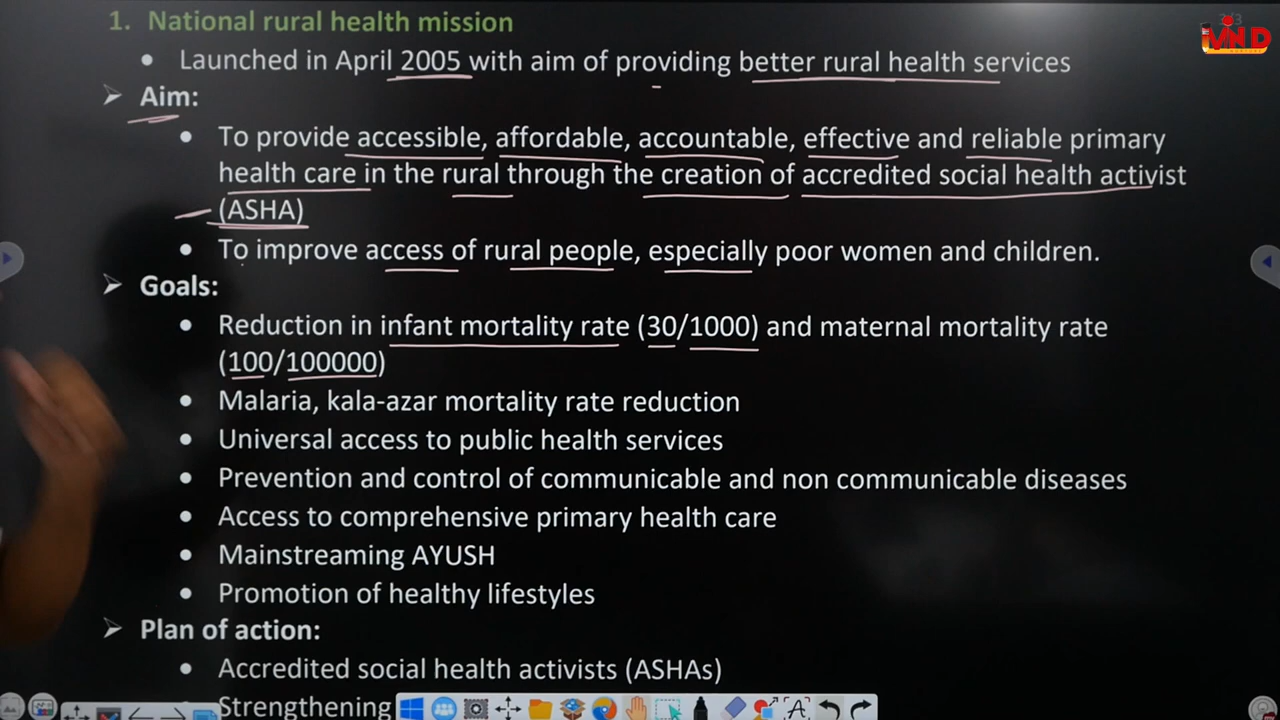 1. National rural health mission
• Launched in April 2005 with aim of providing better rural health services
➢ Aim:
• To provide accessible, affordable, accountable, effective and reliable primary
health care in the rural through the creation of accredited social health activist
(ASHA)
• To improve access of rural people, especially poor women and children.
➢ Goals:
• Reduction in infant mortality rate (30/1000) and maternal mortality rate
(100/100000)
• Malaria, kala-azar mortality rate reduction
• Universal access to public health services
• Prevention and control of communicable and non communicable diseases
• Access to comprehensive primary health care
• Mainstreaming AYUSH
• Promotion of healthy lifestyles
➢ Plan of action:
• Accredited social health activists (ASHAs)
• Strengthening